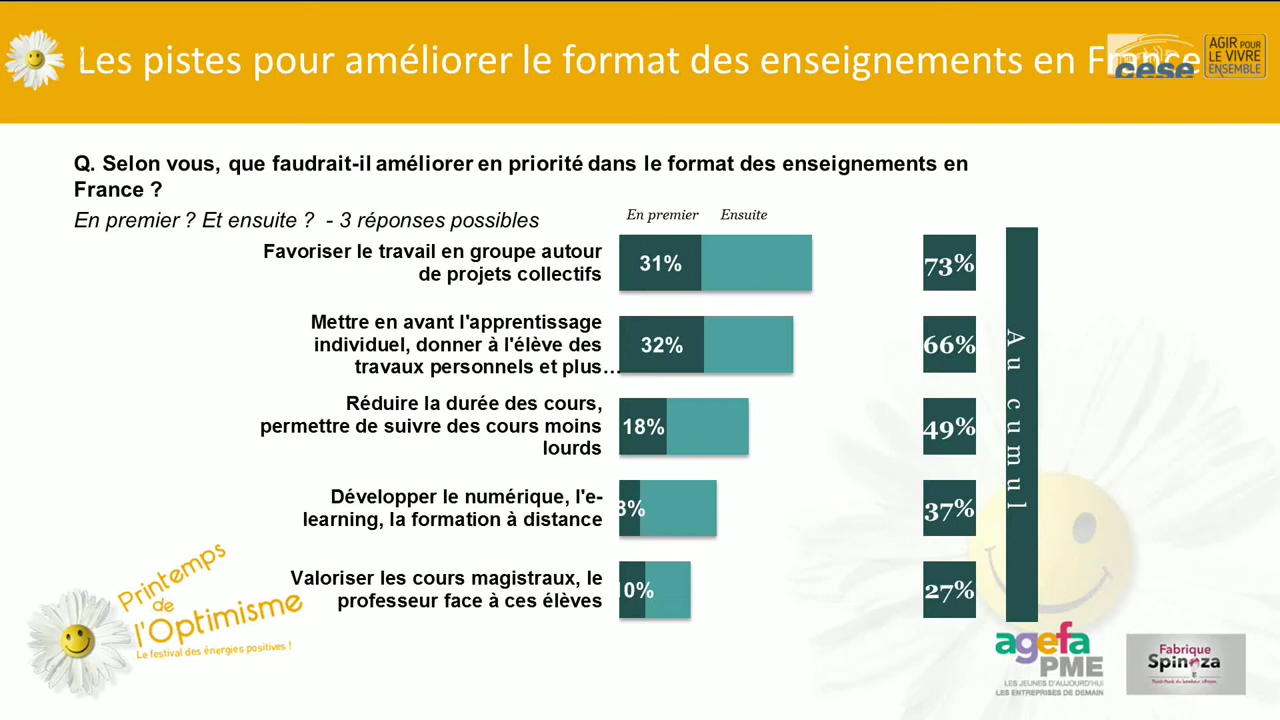 Les pistes pour améliorer le format des enseignements en France
cese
AGIR POUR
LE VIVRE
ENSEMBLE
Q. Selon vous, que faudrait-il améliorer en priorité dans le format des enseignements en
France ?
En premier ? Et ensuite ? - 3 réponses possibles
En premier Ensuite
Favoriser le travail en groupe autour
de projets collectifs
31%
73%
Mettre en avant l'apprentissage
individuel, donner à l'élève des
travaux personnels et plus…
32%
66%
Réduire la durée des cours,
permettre de suivre des cours moins
lourds
18%
49%
Développer le numérique, l'e-
learning, la formation à distance
8%
37%
Valoriser les cours magistraux, le
professeur face à ces élèves
10%
27%
Au cumul
Printemps
de
l'Optimisme
Le festival des énergies positives !
agefa
PME
LES JEUNES D'AUJOURD'HUI
LES ENTREPRISES DE DEMAIN
Fabrique
Spinoza